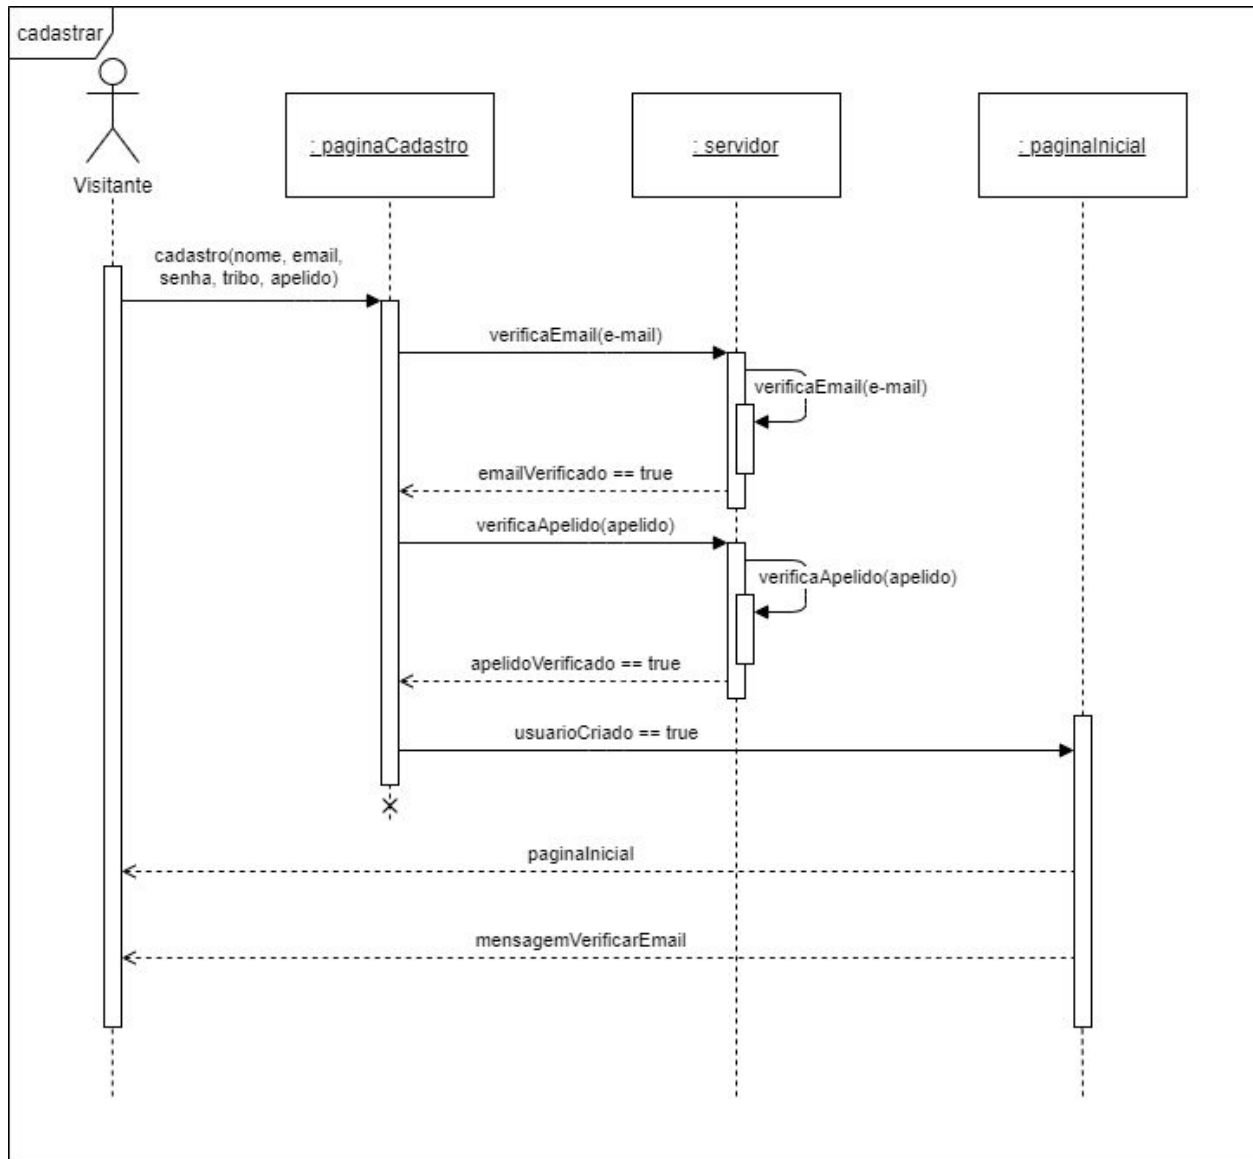 cadastrar
: paginaCadastro
: servidor
: paginaInicial
Visitante
cadastro(nome, email,
senha, tribo, apelido)
verificaEmail(e-mail)
verificaEmail(e-mail)
emailVerificado == true
verificaApelido(apelido)
verificaApelido(apelido)
apelidoVerificado == true
usuarioCriado == true
paginaInicial
mensagemVerificarEmail